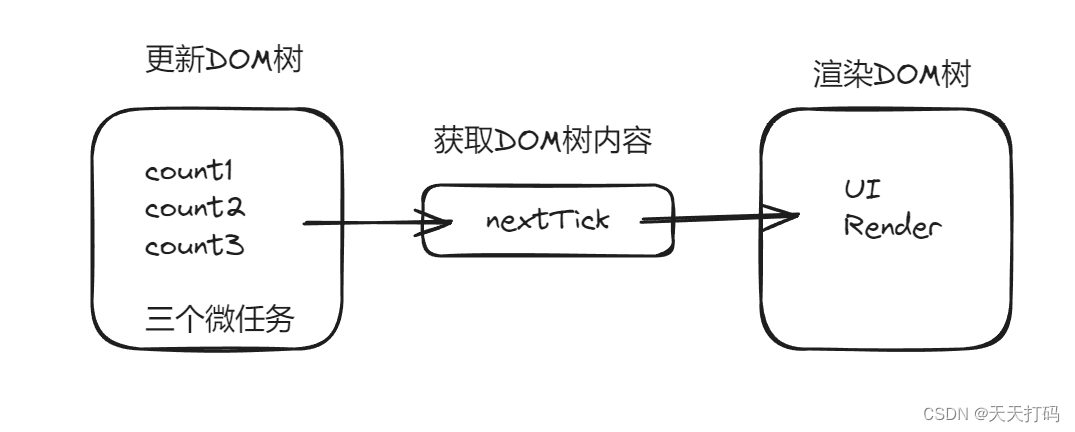 更新DOM树
count1
count2
count3
三个微任务
获取DOM树内容
nextTick
渲染DOM树
UI
Render
CSDN @天天打码